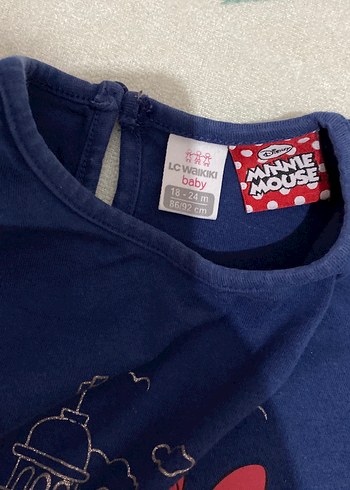 LC WAIKIKI
baby
18 - 24 m
86/92 cm
Disney
MINNIE
MOUSE